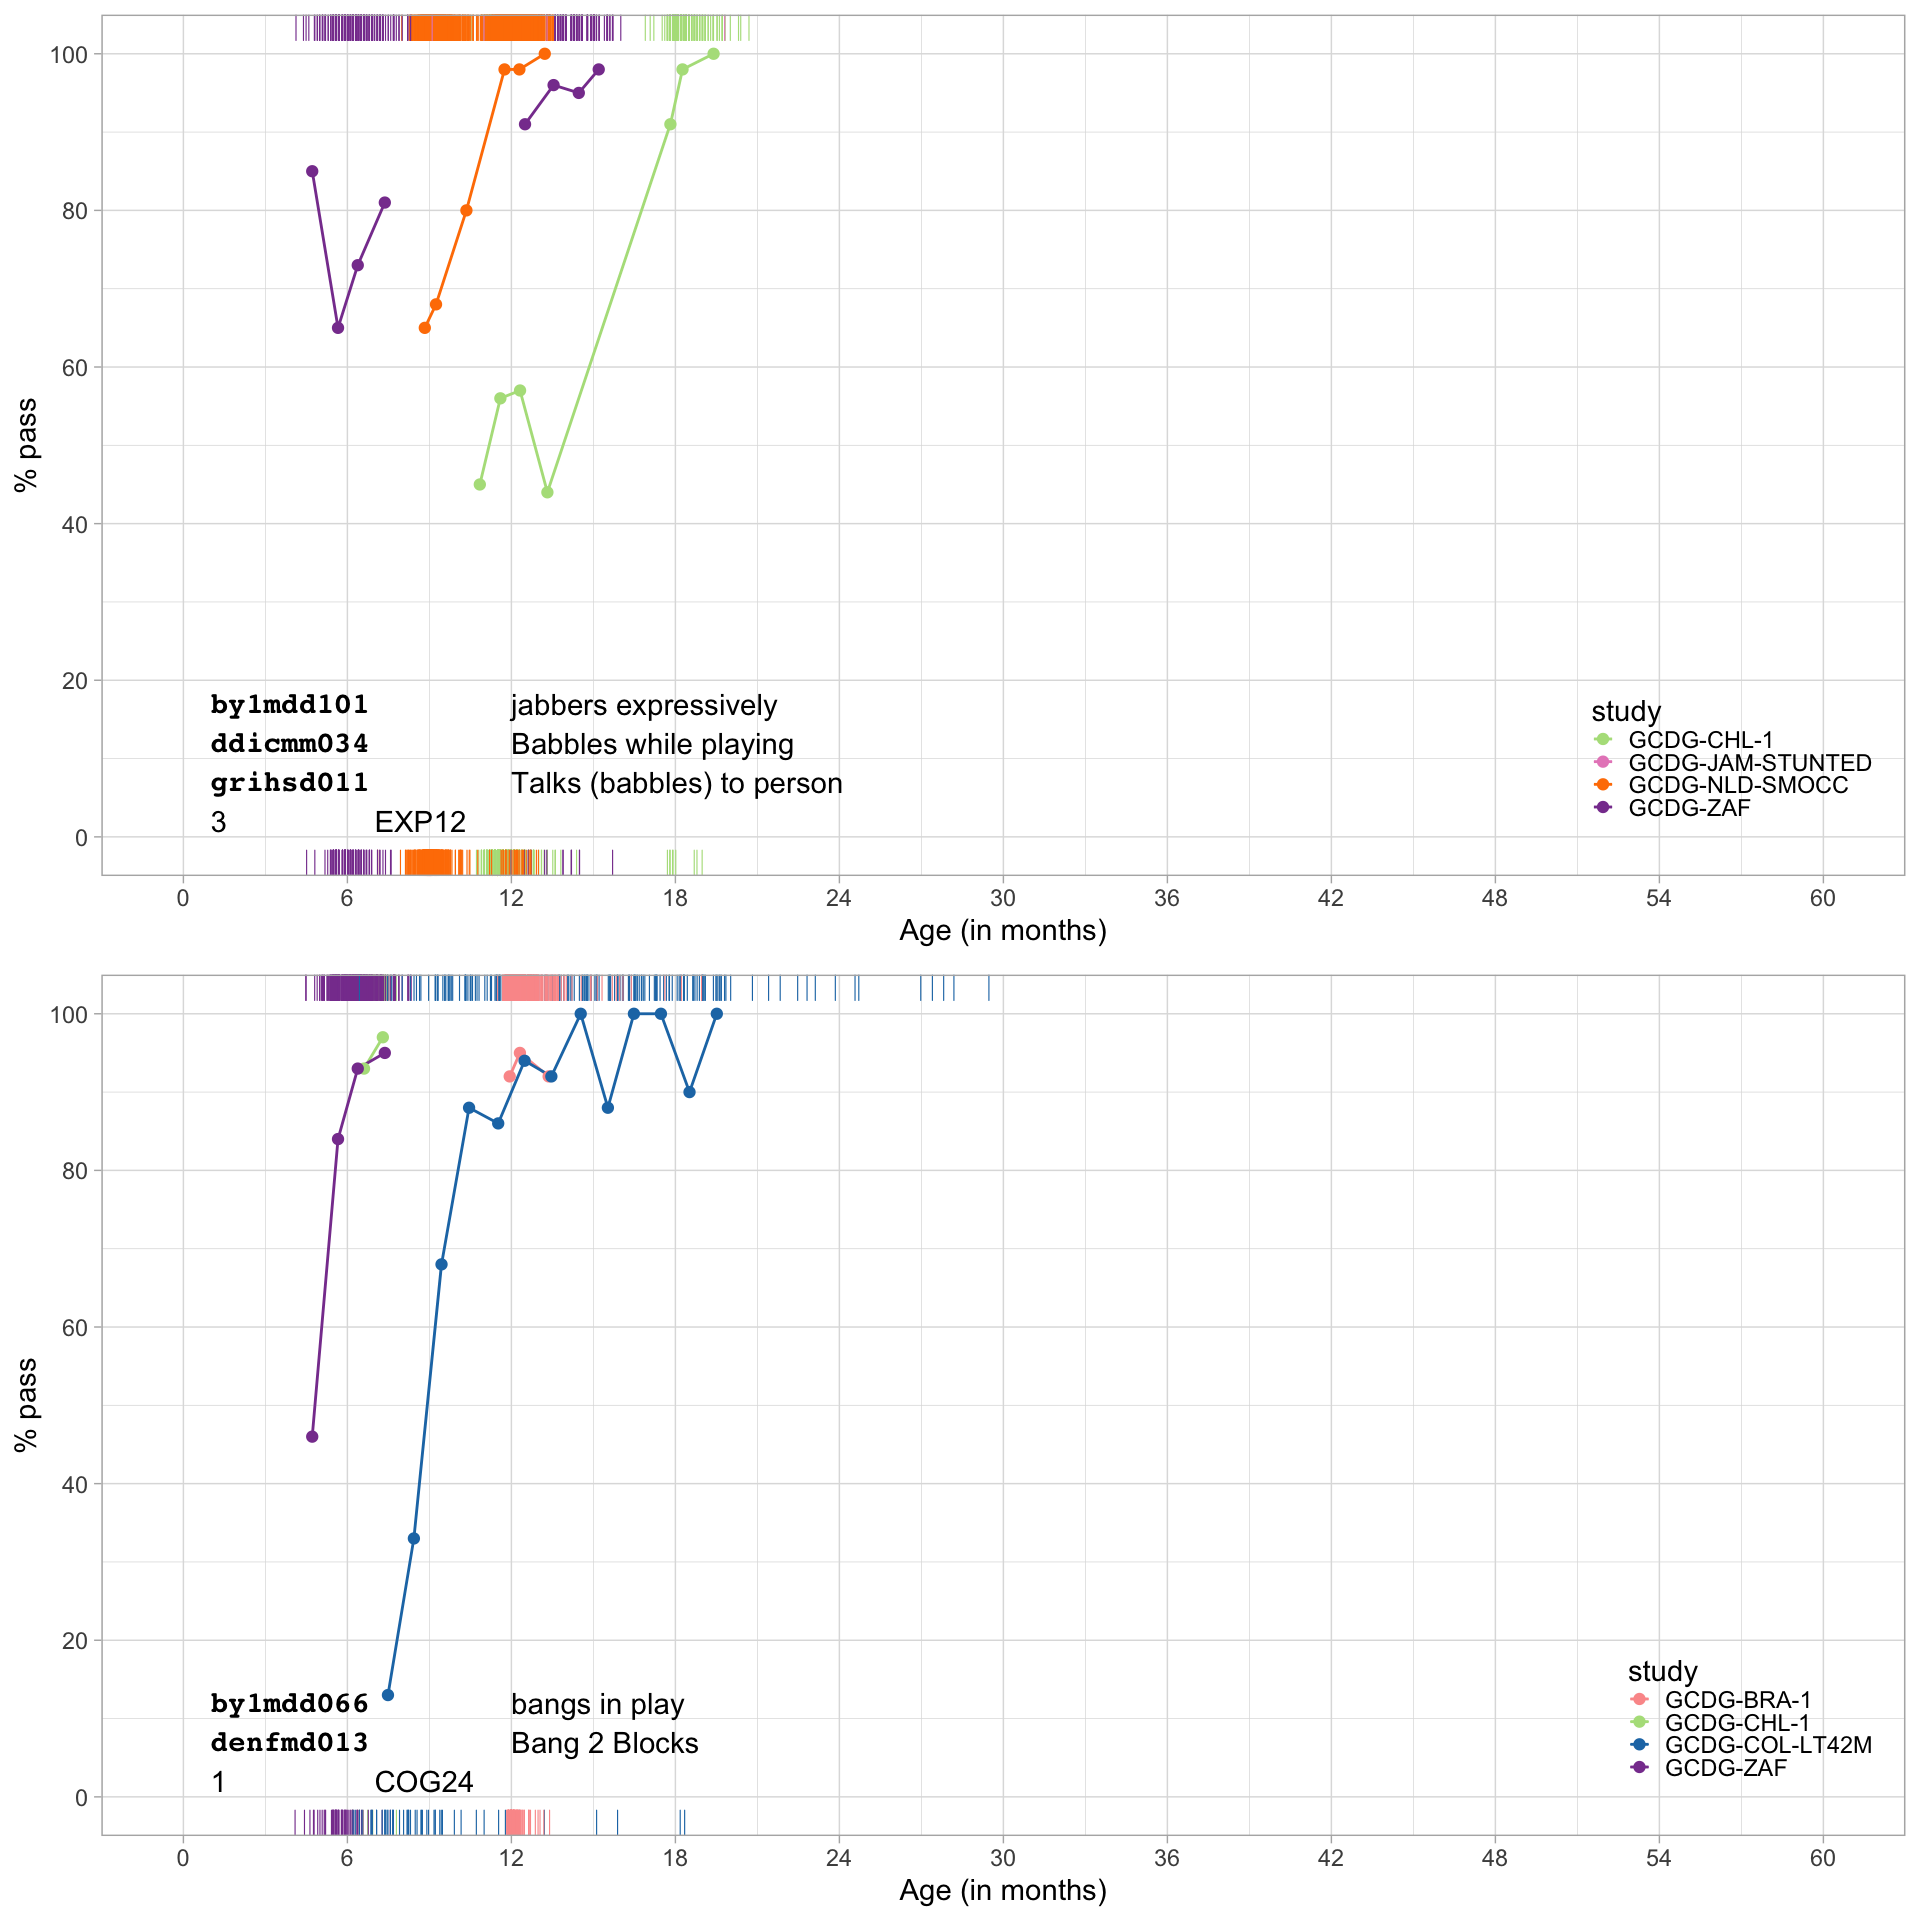 100
80
60
40
20
0
% pass
by1mdd101 jabbers expressively
ddicmm034 Babbles while playing
grihsd011 Talks (babbles) to person
3 EXP12
study
GCDG-CHL-1
GCDG-JAM-STUNTED
GCDG-NLD-SMOCC
GCDG-ZAF
0 6 12 18 24 30 36 42 48 54 60
Age (in months)
100
80
60
40
20
0
% pass
by1mdd066 bangs in play
denfmd013 Bang 2 Blocks
1 COG24
study
GCDG-BRA-1
GCDG-CHL-1
GCDG-COL-LT42M
GCDG-ZAF
0 6 12 18 24 30 36 42 48 54 60
Age (in months)